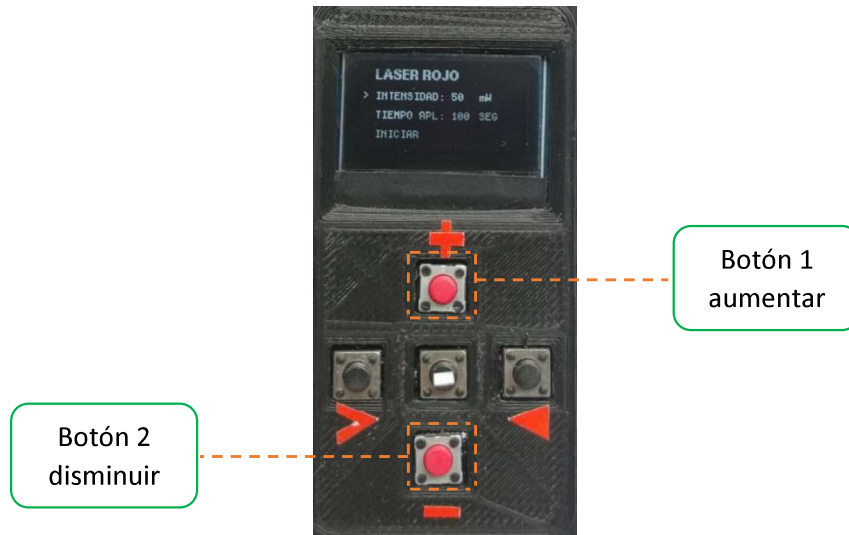 LASER ROJO
> INTENSIDAD: 50 mW
TIEMPO APL: 100 SEG
INICIAR
+
Botón 1
aumentar
>
Botón 2
disminuir
-